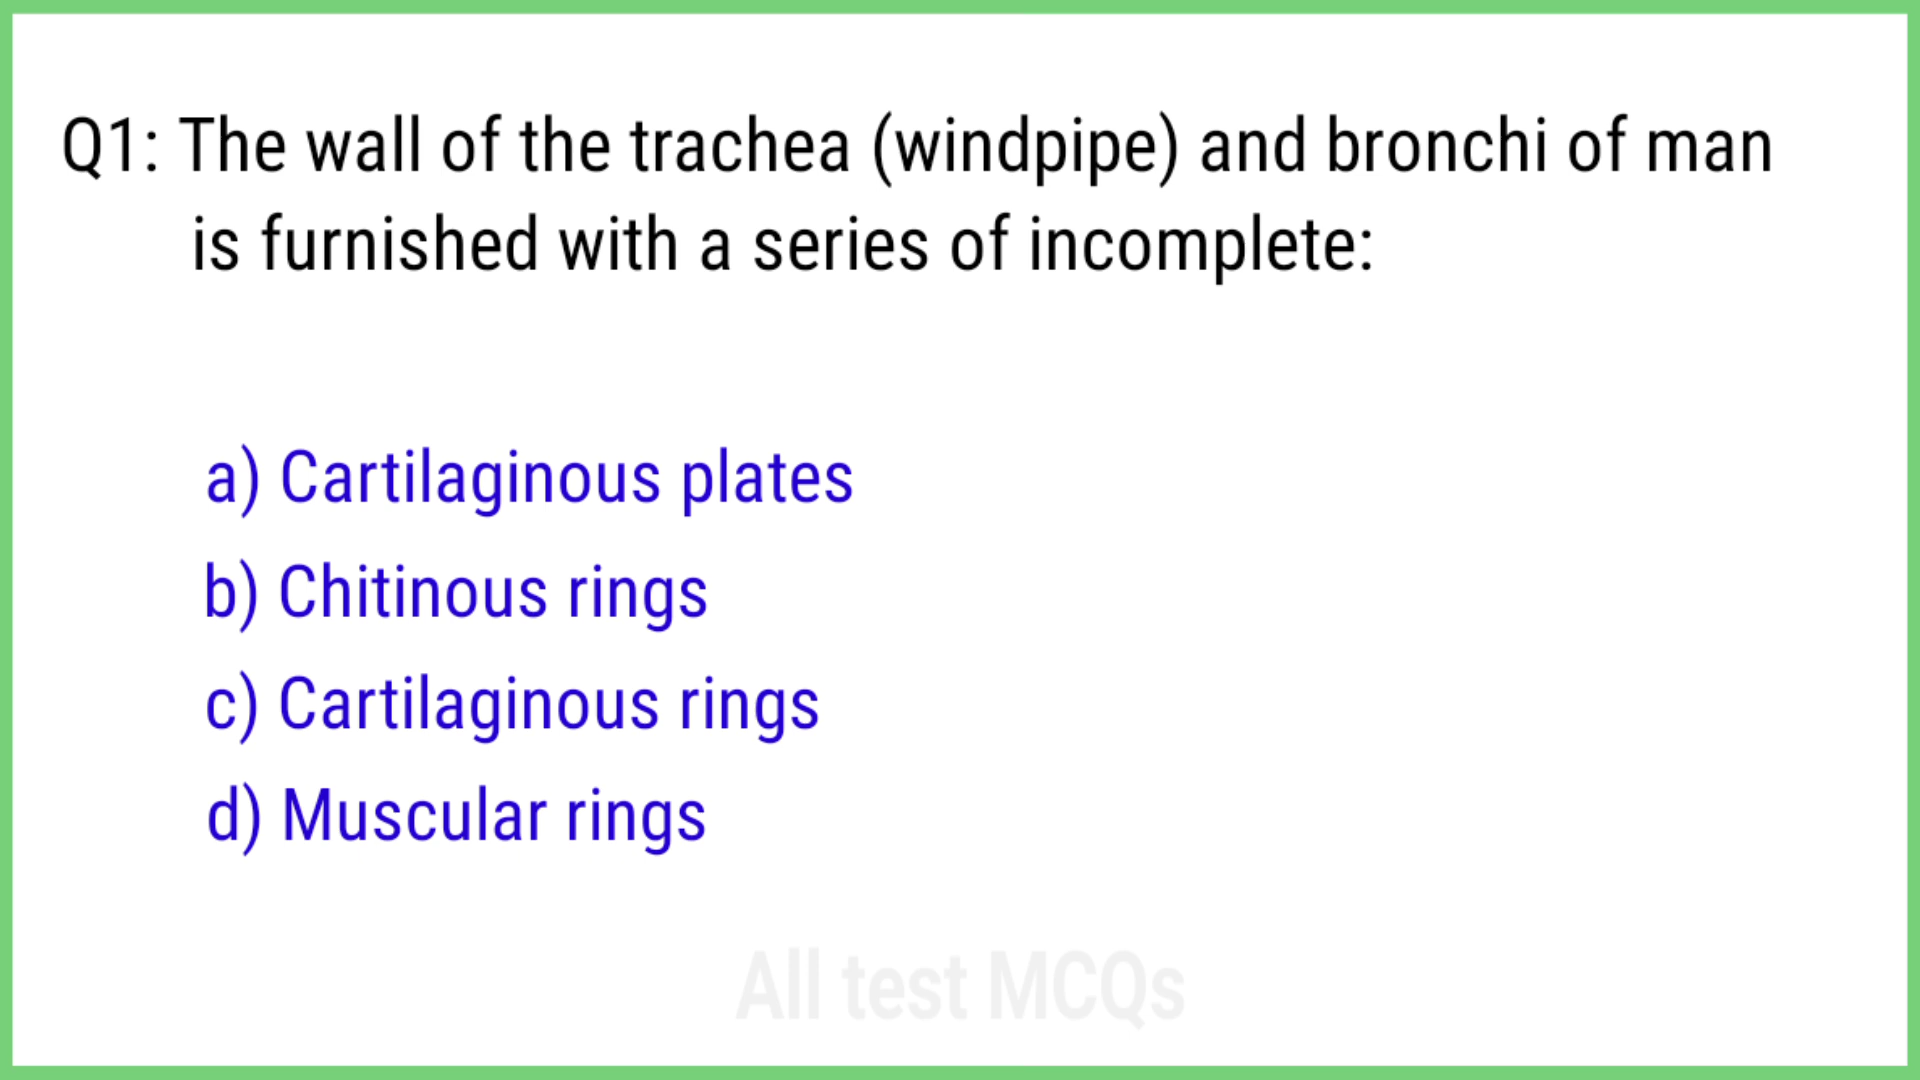 Q1: The wall of the trachea (windpipe) and bronchi of man
is furnished with a series of incomplete:
a) Cartilaginous plates
b) Chitinous rings
c) Cartilaginous rings
d) Muscular rings
All test MCQs